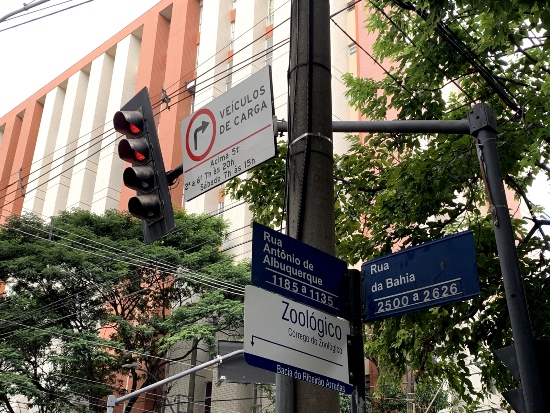 VEÍCULOS
DE CARGA
Acima 5t
2ª a 6ª 7h às 20h
Sábado 7h às 15h
Rua
Antônio de
Albuquerque
1185 a 1135
Rua
da Bahia
2500 a 2626
Zoológico
Córrego do Zoológico
Bacia do Ribeirão Arrudas